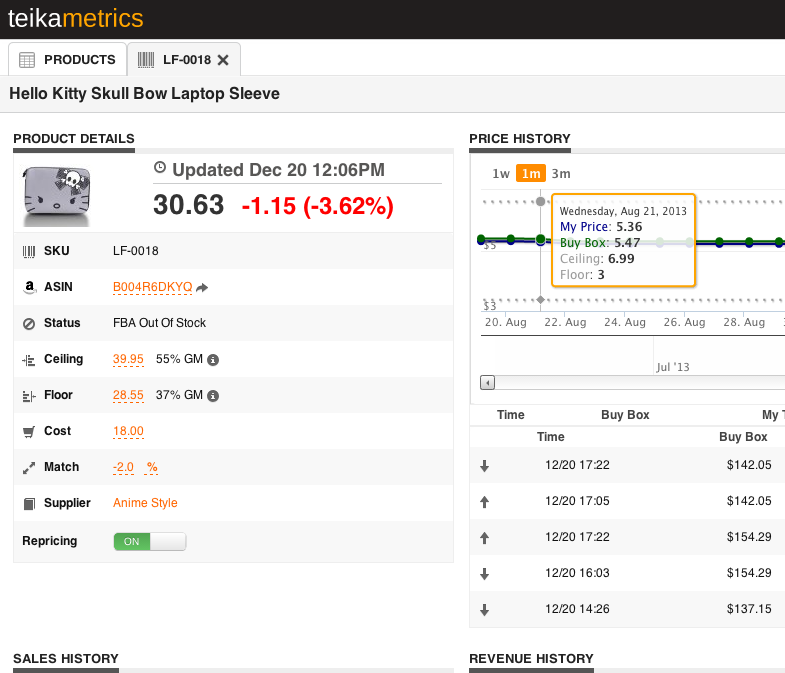 teikametrics
PRODUCTS
LF-0018
Hello Kitty Skull Bow Laptop Sleeve
PRODUCT DETAILS
Updated Dec 20 12:06PM
30.63 -1.15 (-3.62%)
SKU LF-0018
ASIN B004R6DKYQ
Status FBA Out Of Stock
Ceiling 39.95 55% GM
Floor 28.55 37% GM
Cost 18.00
Match -2.0 %
Supplier Anime Style
Repricing ON
SALES HISTORY
PRICE HISTORY
1w 1m 3m
Wednesday, Aug 21, 2013
My Price: 5.36
Buy Box: 5.47
Ceiling: 6.99
Floor: 3
$5
$3
20. Aug 22. Aug 24. Aug 26. Aug 28. Aug
Jul '13
Time Buy Box My
Time Buy Box
12/20 17:22 $142.05
12/20 17:05 $142.05
12/20 17:22 $154.29
12/20 16:03 $154.29
12/20 14:26 $137.15
REVENUE HISTORY